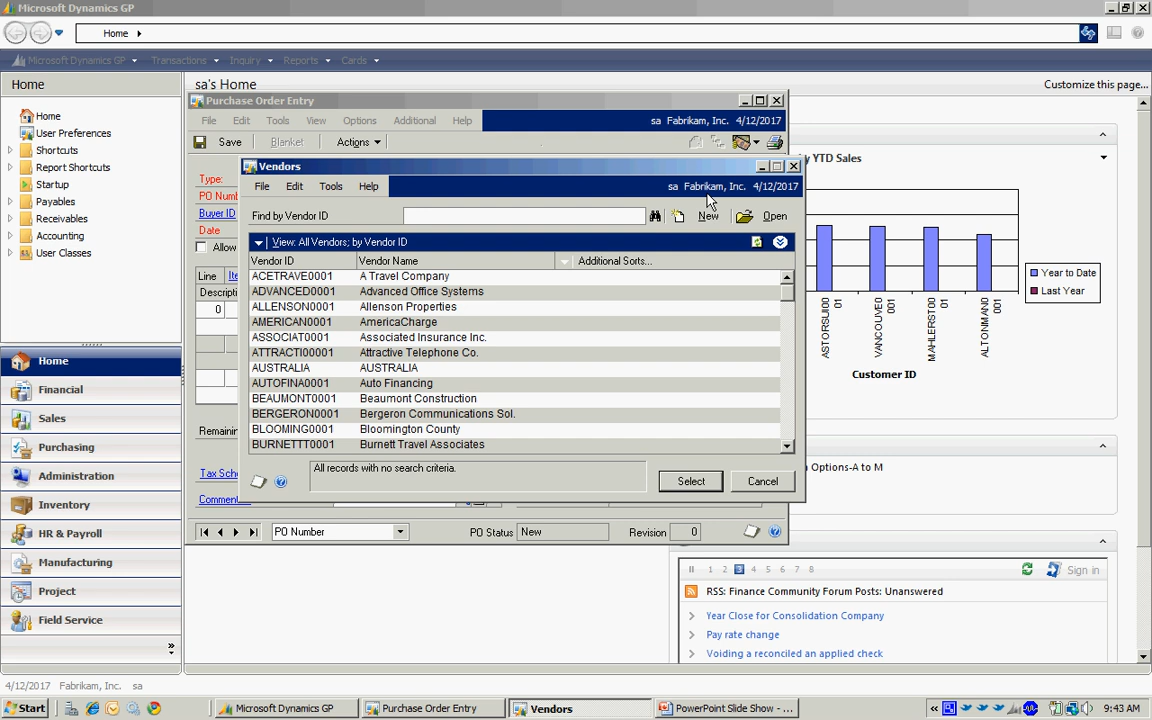 Microsoft Dynamics GP
Home
Microsoft Dynamics GP Transactions Inquiry Reports Cards
Home
Home
User Preferences
Shortcuts
Report Shortcuts
Startup
Payables
Receivables
Accounting
User Classes
Home
Financial
Sales
Purchasing
Administration
Inventory
HR & Payroll
Manufacturing
Project
Field Service
sa's Home
Customize this page...
Purchase Order Entry
File Edit Tools View Options Additional Help
sa Fabrikam, Inc. 4/12/2017
Save Blanket Actions
Type:
PO Numb
Buyer ID
Date
Allow
Line Ite
Descripti
0
Remainin
Tax Sche
Commen
PO Number
PO Status New
Revision 0
Vendors
File Edit Tools Help
sa Fabrikam, Inc. 4/12/2017
Find by Vendor ID
New Open
View: All Vendors; by Vendor ID
Vendor ID Vendor Name Additional Sorts...
ACETRAVE0001 A Travel Company
ADVANCED0001 Advanced Office Systems
ALLENSON0001 Allenson Properties
AMERICAN0001 AmericaCharge
ASSOCIAT0001 Associated Insurance Inc.
ATTRACTI00001 Attractive Telephone Co.
AUSTRALIA AUSTRALIA
AUTOFINA0001 Auto Financing
BEAUMONT0001 Beaumont Construction
BERGERON0001 Bergeron Communications Sol.
BLOOMING0001 Bloomington County
BURNETTT0001 Burnett Travel Associates
All records with no search criteria.
Select Cancel
y YTD Sales
Year to Date
Last Year
ASTORSUI00 01
VANCOUVE0 001
MAHLERST00 01
ALTONMAN0 001
Customer ID
n Options-A to M
1 2 3 4 5 6 7 8
Sign in
RSS: Finance Community Forum Posts: Unanswered
Year Close for Consolidation Company
Pay rate change
Voiding a reconciled an applied check
4/12/2017 Fabrikam, Inc. sa
Start
Microsoft Dynamics GP
Purchase Order Entry
Vendors
PowerPoint Slide Show - ...
9:43 AM